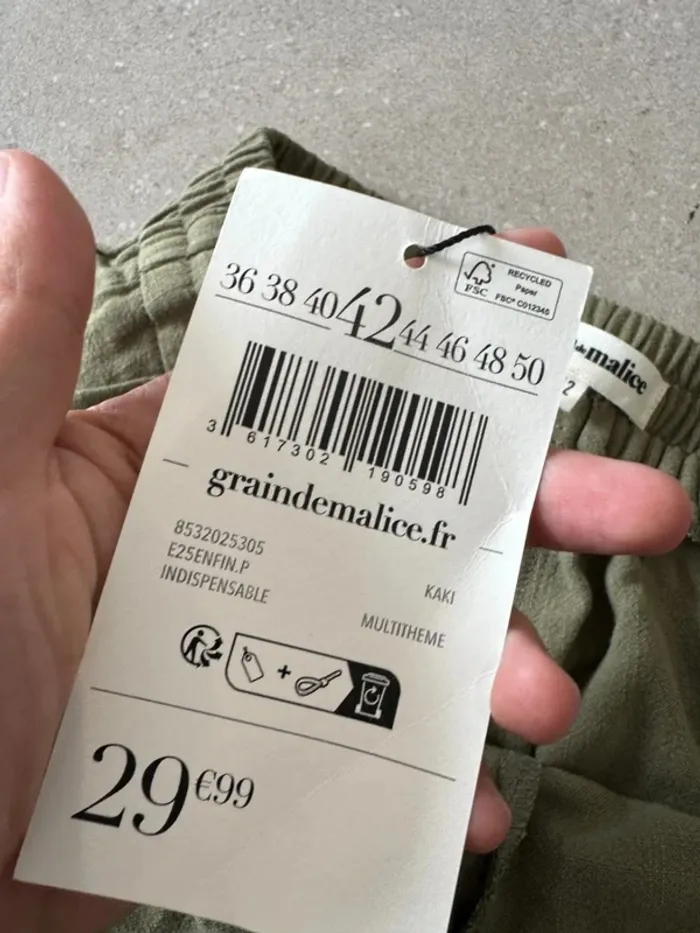 RECYCLED
Paper
FSC® C012345
FSC
36 38 40 42 44 46 48 50
3 617302 190598
graindemalice.fr
8532025305
E25ENFIN.P
INDISPENSABLE
KAKI
MULTITHEME
29€99
malice
2